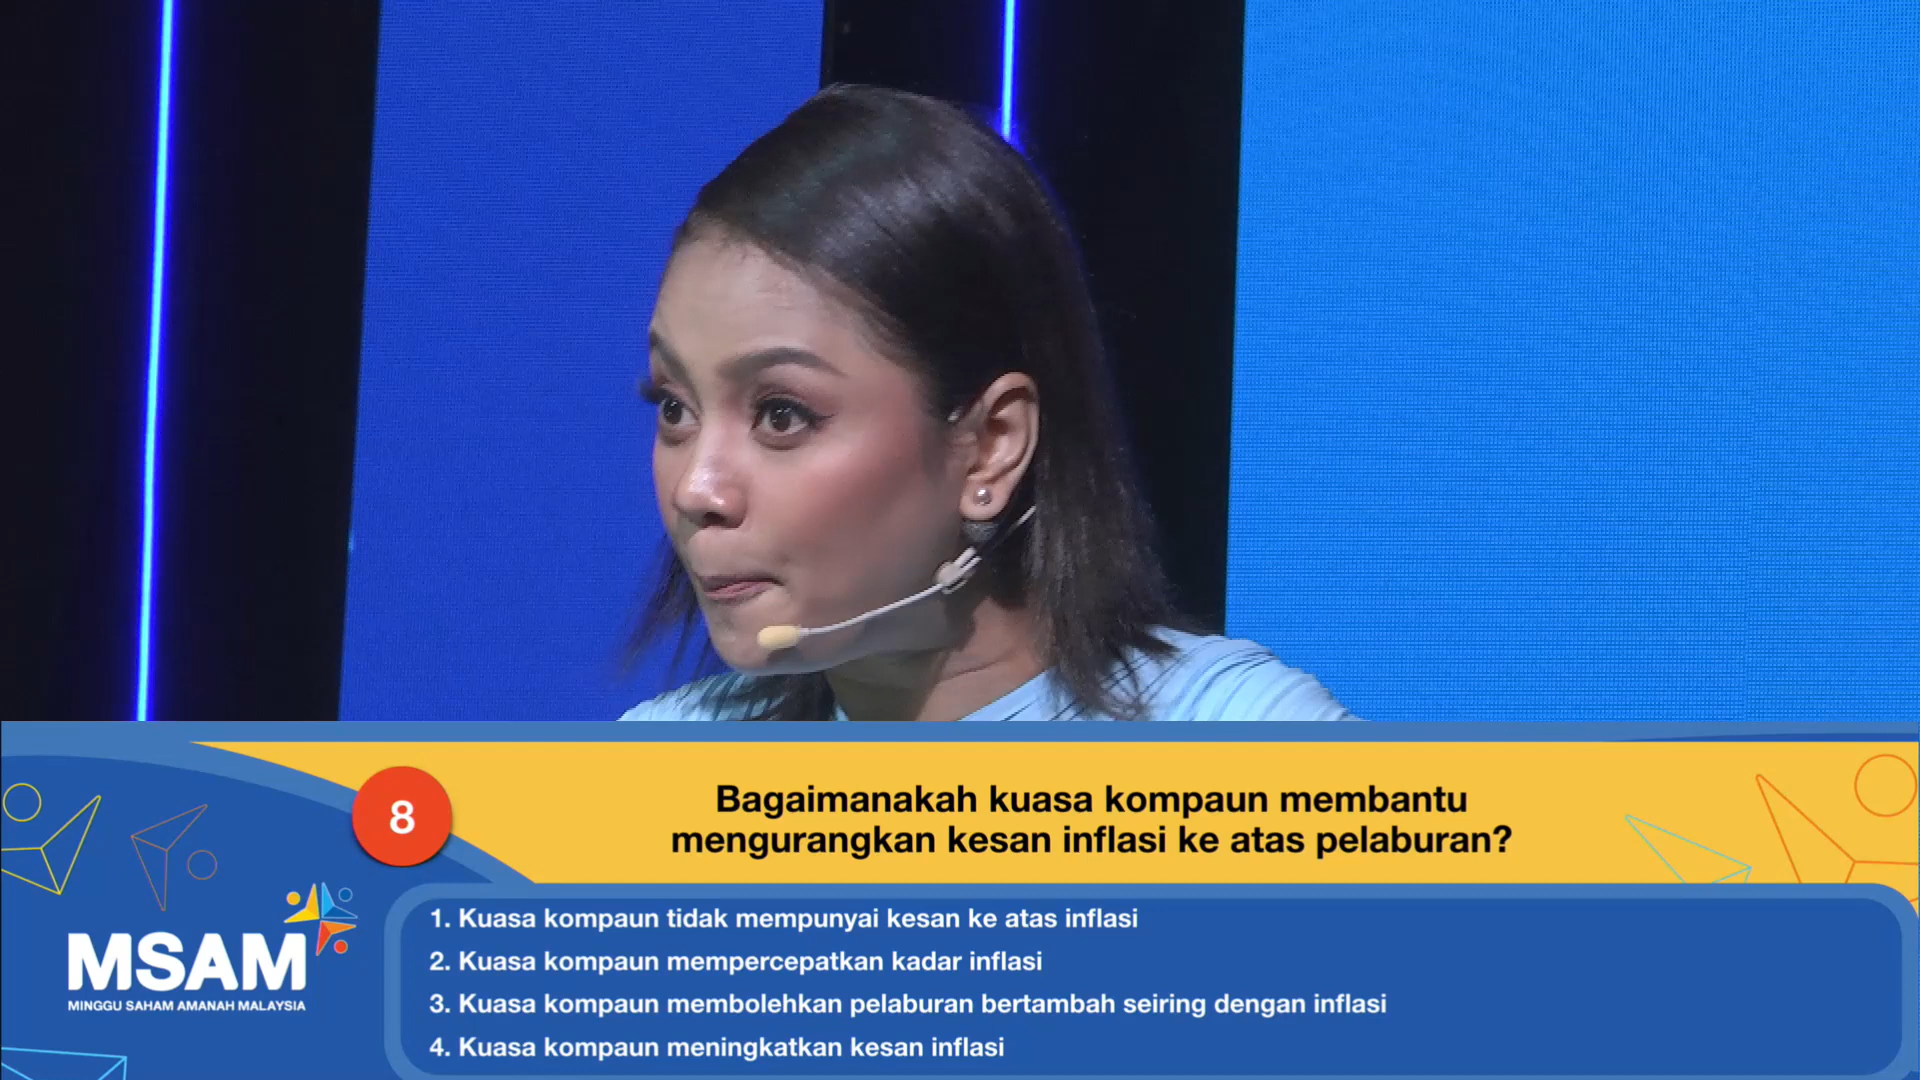 8
Bagaimanakah kuasa kompaun membantu
mengurangkan kesan inflasi ke atas pelaburan?
1. Kuasa kompaun tidak mempunyai kesan ke atas inflasi
2. Kuasa kompaun mempercepatkan kadar inflasi
3. Kuasa kompaun membolehkan pelaburan bertambah seiring dengan inflasi
4. Kuasa kompaun meningkatkan kesan inflasi
MSAM
MINGGU SAHAM AMANAH MALAYSIA